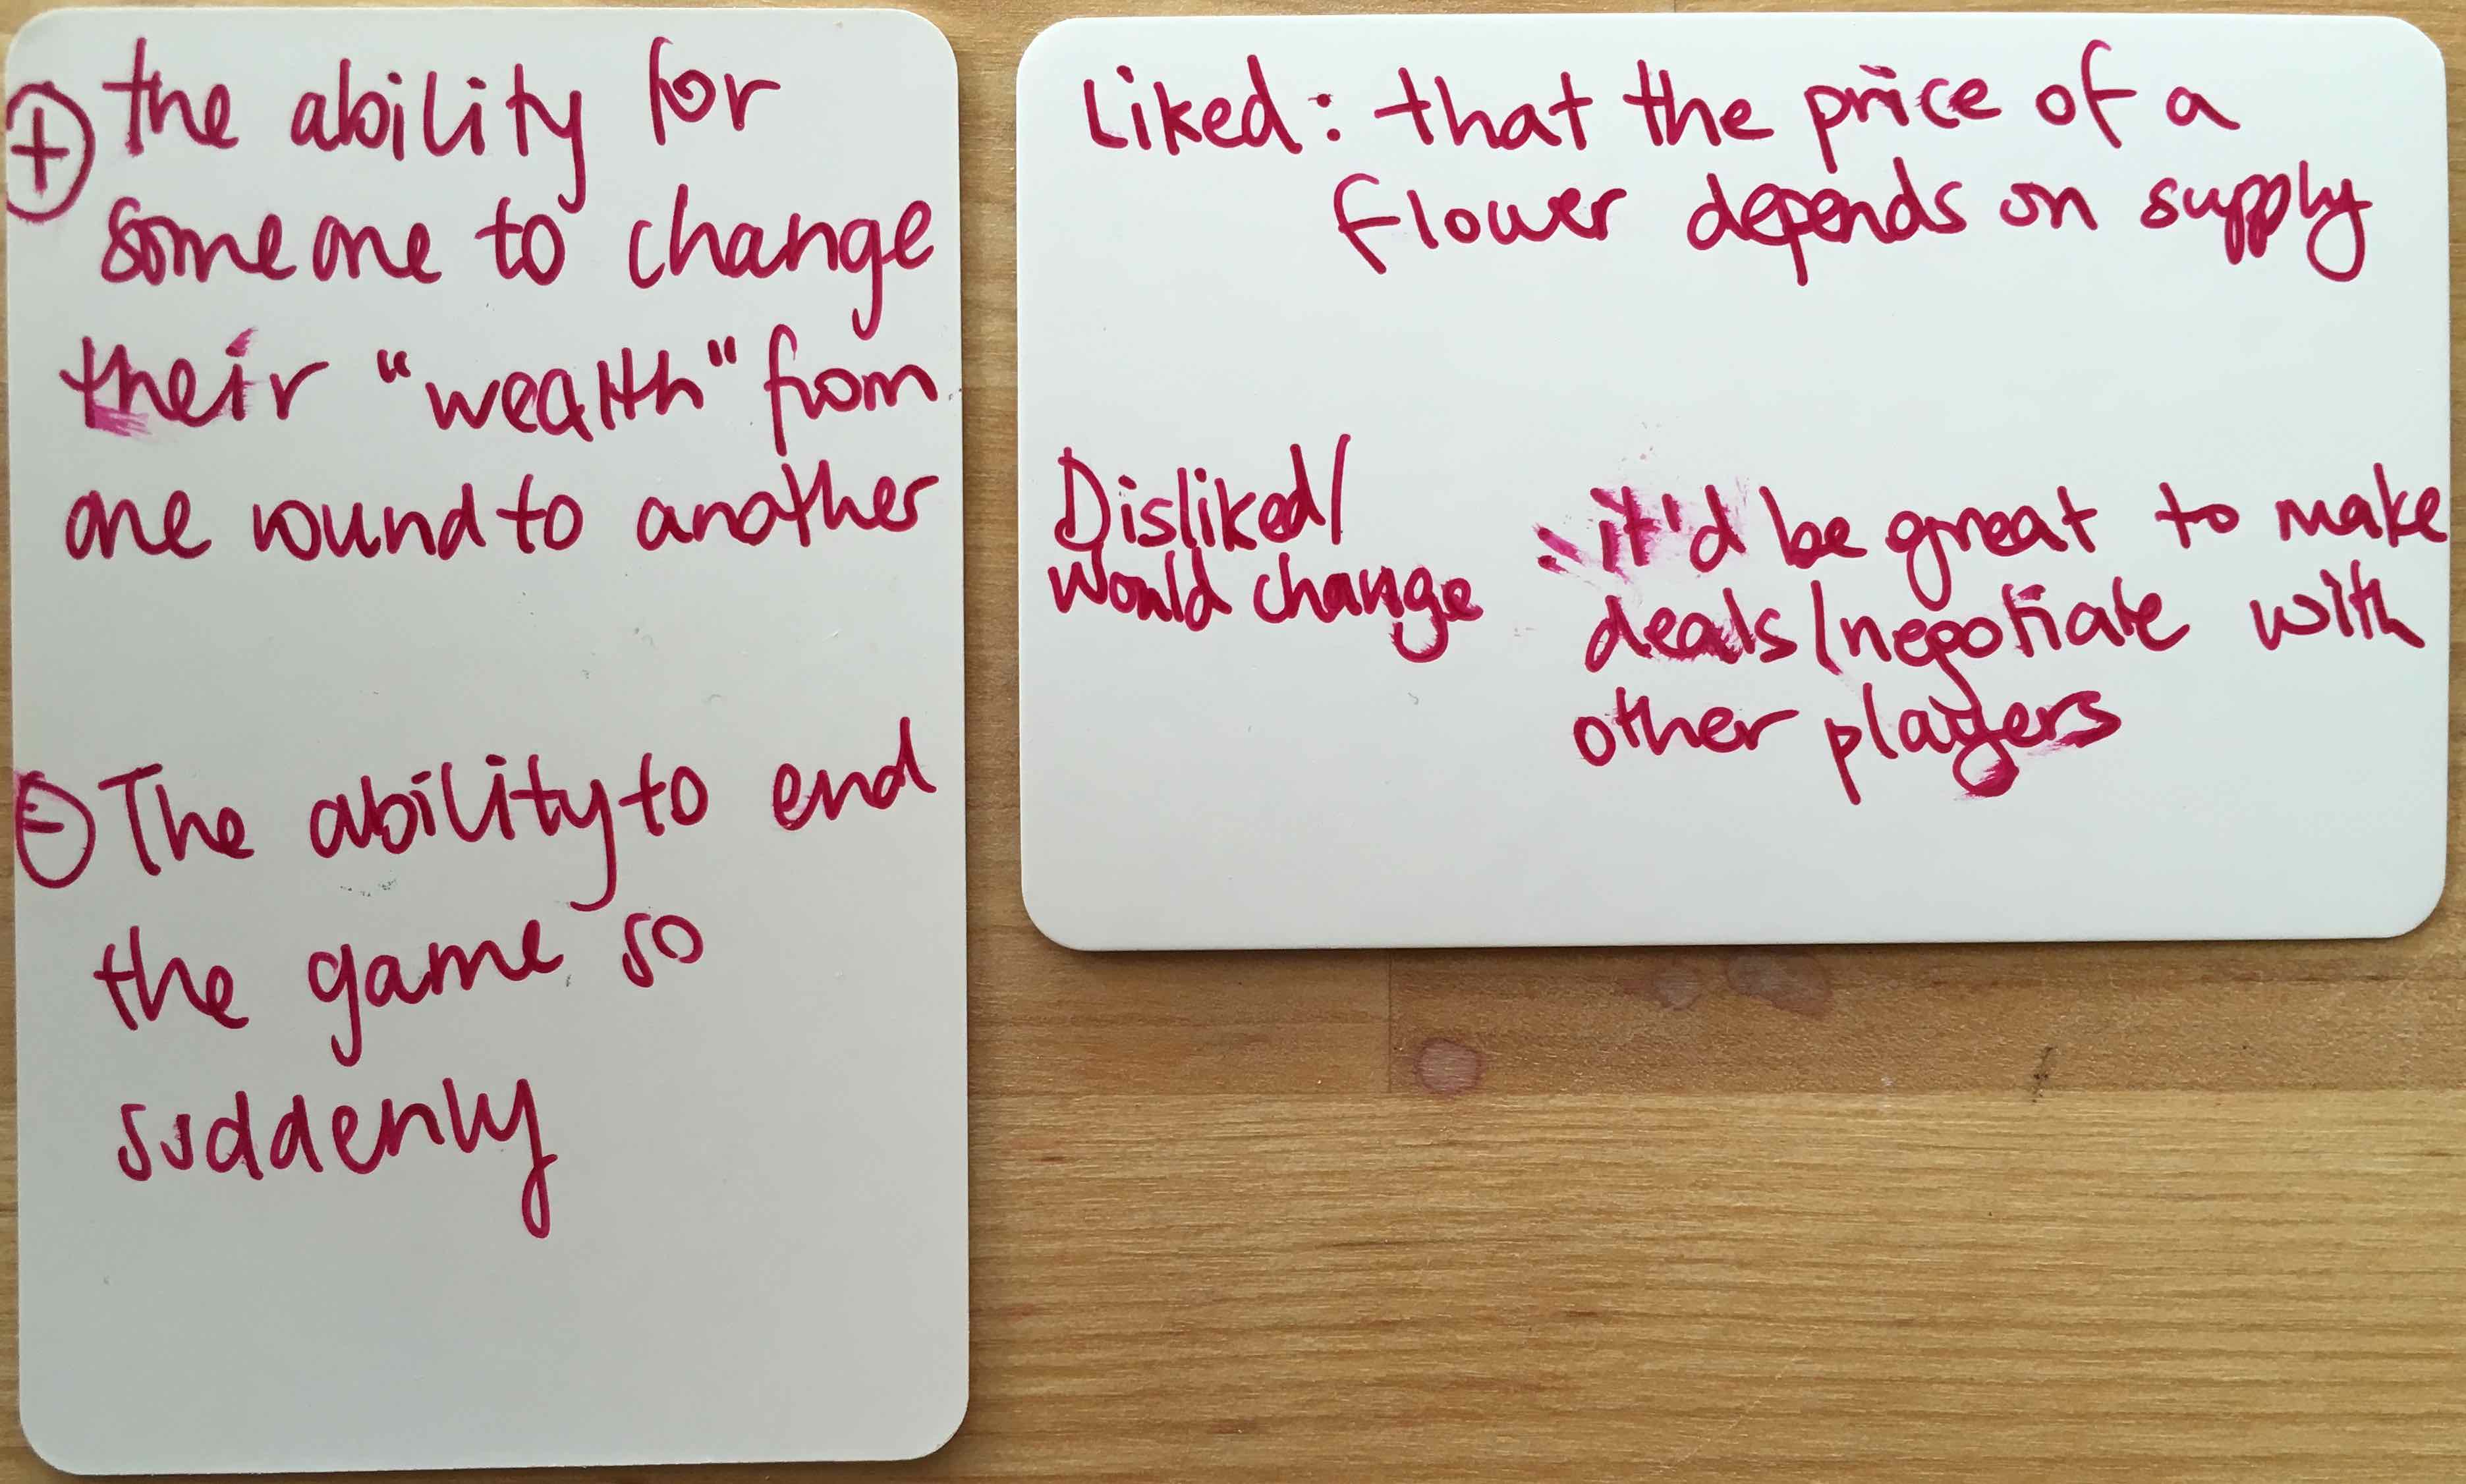 ⊕ the ability for
someone to change
their "wealth" from
one round to another
⊖ The ability to end
the game so
suddenly
Liked: that the price of a
flower depends on supply
Disliked/
would change
: it'd be great to make
deals/negotiate with
other players